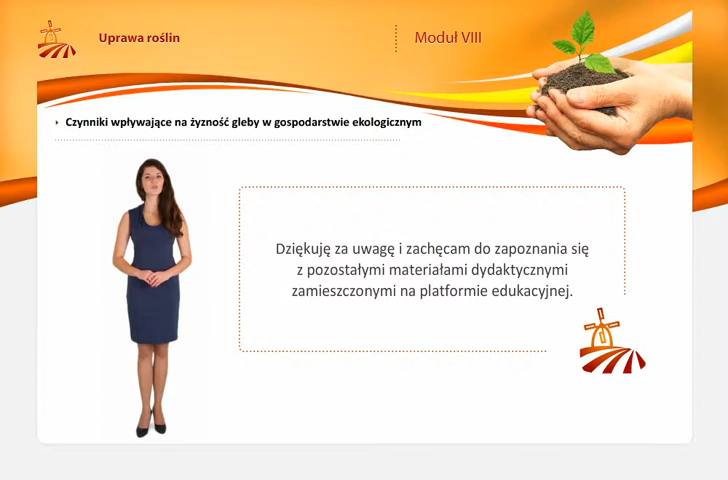 Uprawa roślin
Moduł VIII
Czynniki wpływające na żyzność gleby w gospodarstwie ekologicznym
Dziękuję za uwagę i zachęcam do zapoznania się
z pozostałymi materiałami dydaktycznymi
zamieszczonymi na platformie edukacyjnej.